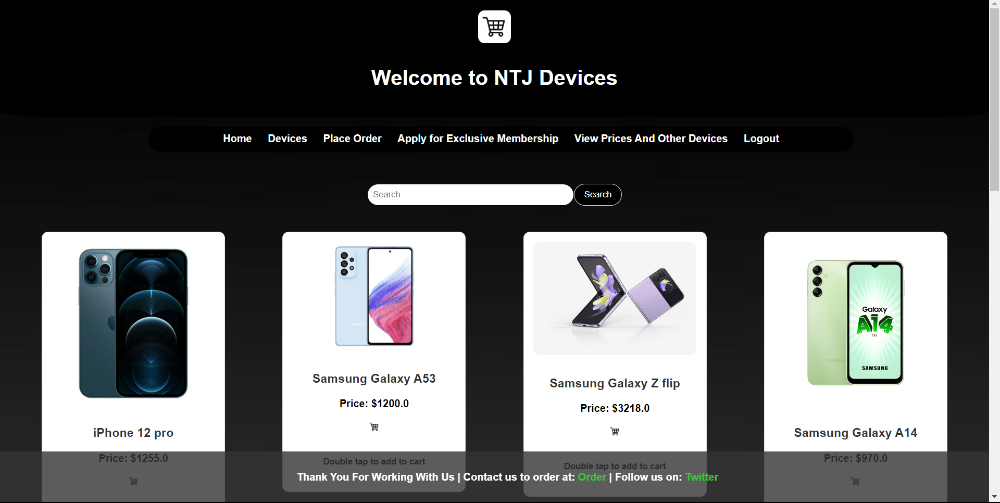 Welcome to NTJ Devices
Home Devices Place Order Apply for Exclusive Membership View Prices And Other Devices Logout
Search Search
Galaxy
A14
5G
SAMSUNG
Samsung Galaxy A53
Price: $1200.0
Samsung Galaxy Z flip
Price: $3218.0
iPhone 12 pro
Price: $1255.0
Samsung Galaxy A14
Price: $970.0
Double tap to add to cart
Double tap to add to cart
Thank You For Working With Us | Contact us to order at: Order | Follow us on: Twitter